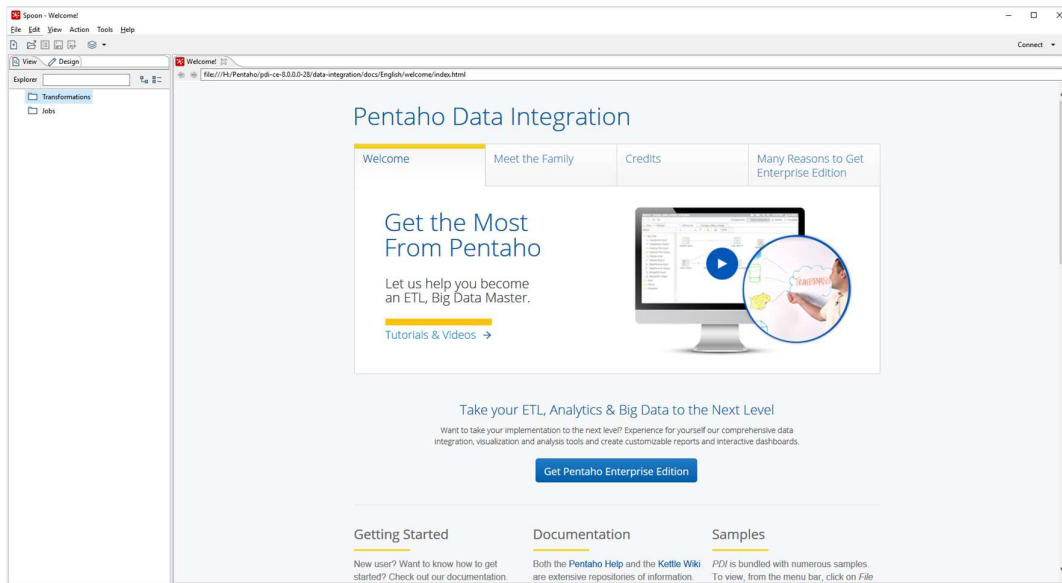 Spoon - Welcome!
File Edit View Action Tools Help
Connect
View Design
Welcome!
Explorer
file:///H:/Pentaho/pdi-ce-8.0.0.0-28/data-integration/docs/English/welcome/index.html
Transformations
Jobs
Pentaho Data Integration
Welcome
Meet the Family
Credits
Many Reasons to Get
Enterprise Edition
Get the Most
From Pentaho
Let us help you become
an ETL, Big Data Master.
Tutorials & Videos →
Take your ETL, Analytics & Big Data to the Next Level
Want to take your implementation to the next level? Experience for yourself our comprehensive data
integration, visualization and analysis tools and create customizable reports and interactive dashboards.
Get Pentaho Enterprise Edition
Getting Started
New user? Want to know how to get
started? Check out our documentation.
Documentation
Both the Pentaho Help and the Kettle Wiki
are extensive repositories of information.
Samples
PDI is bundled with numerous samples.
To view, from the menu bar, click on File